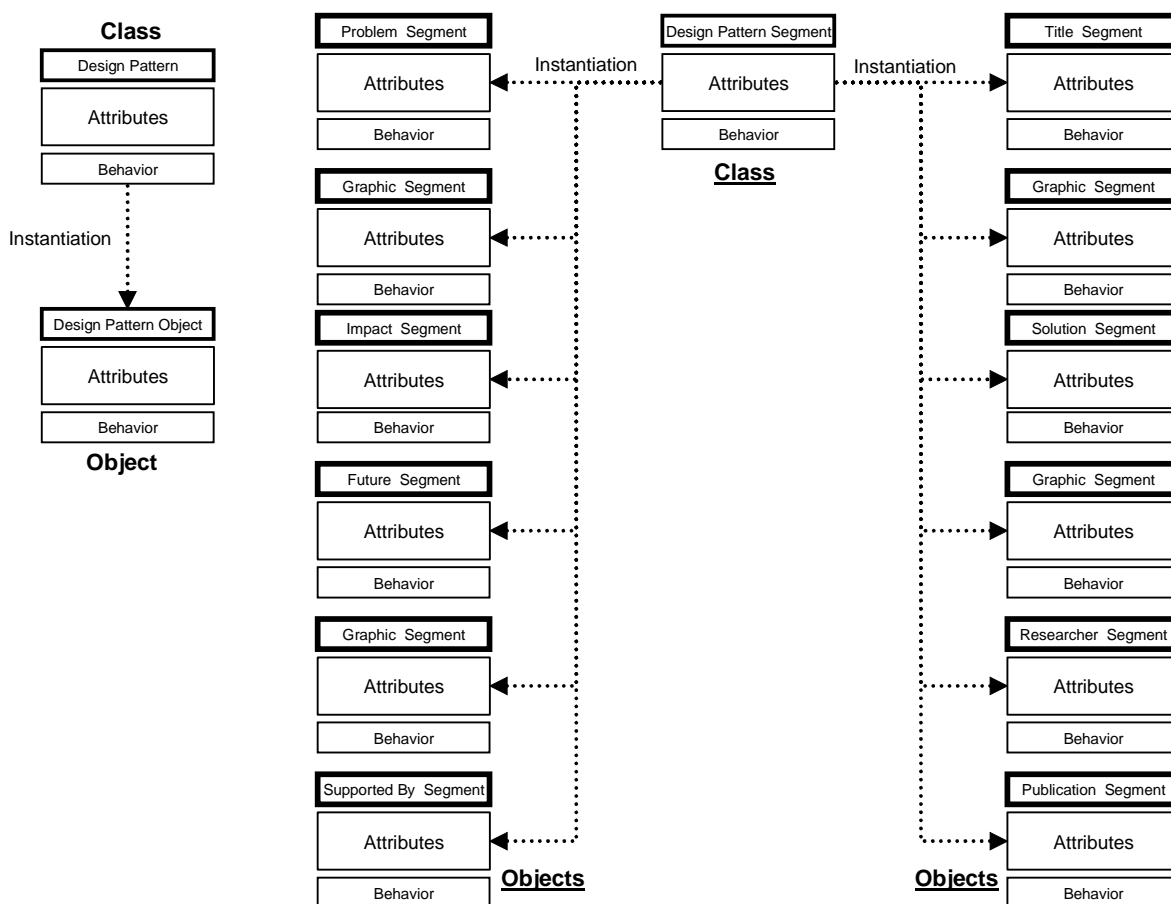 Class
Design Pattern
Attributes
Behavior
Instantiation
Design Pattern Object
Attributes
Behavior
Object
Problem Segment
Attributes
Behavior
Graphic Segment
Attributes
Behavior
Impact Segment
Attributes
Behavior
Future Segment
Attributes
Behavior
Graphic Segment
Attributes
Behavior
Supported By Segment
Attributes
Behavior
Objects
Instantiation
Design Pattern Segment
Attributes
Behavior
Class
Instantiation
Title Segment
Attributes
Behavior
Graphic Segment
Attributes
Behavior
Solution Segment
Attributes
Behavior
Graphic Segment
Attributes
Behavior
Researcher Segment
Attributes
Behavior
Publication Segment
Attributes
Behavior
Objects